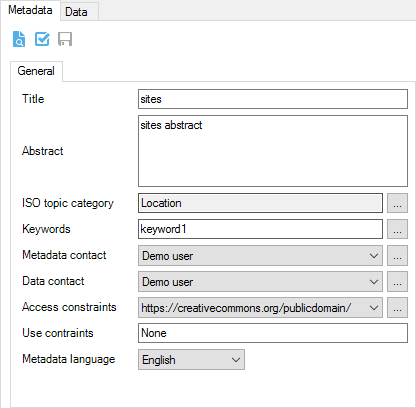 Metadata Data
General
Title sites
Abstract sites abstract
ISO topic category Location ...
Keywords keyword1 ...
Metadata contact Demo user ...
Data contact Demo user ...
Access constraints https://creativecommons.org/publicdomain/ ...
Use contraints None
Metadata language English